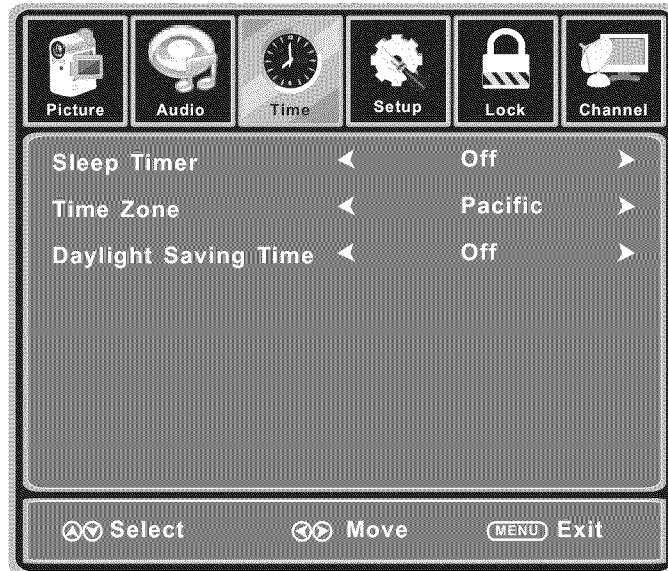 Picture Audio Time Setup Lock Channel
Sleep Timer Off
Time Zone Pacific
Daylight Saving Time Off
Select Move MENU Exit